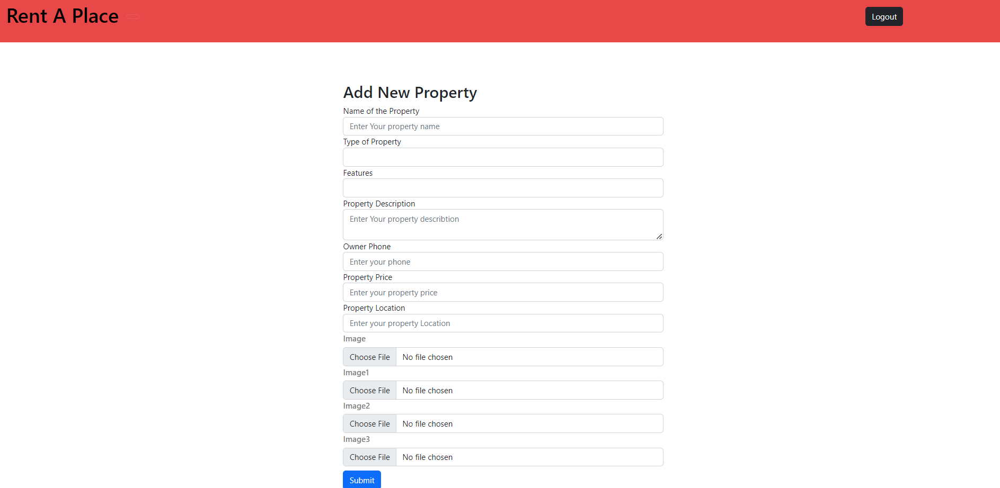 Rent A Place
Logout
Add New Property
Name of the Property
Enter Your property name
Type of Property
Features
Property Description
Enter Your property describtion
Owner Phone
Enter your phone
Property Price
Enter your property price
Property Location
Enter your property Location
Image
Choose File No file chosen
Image1
Choose File No file chosen
Image2
Choose File No file chosen
Image3
Choose File No file chosen
Submit